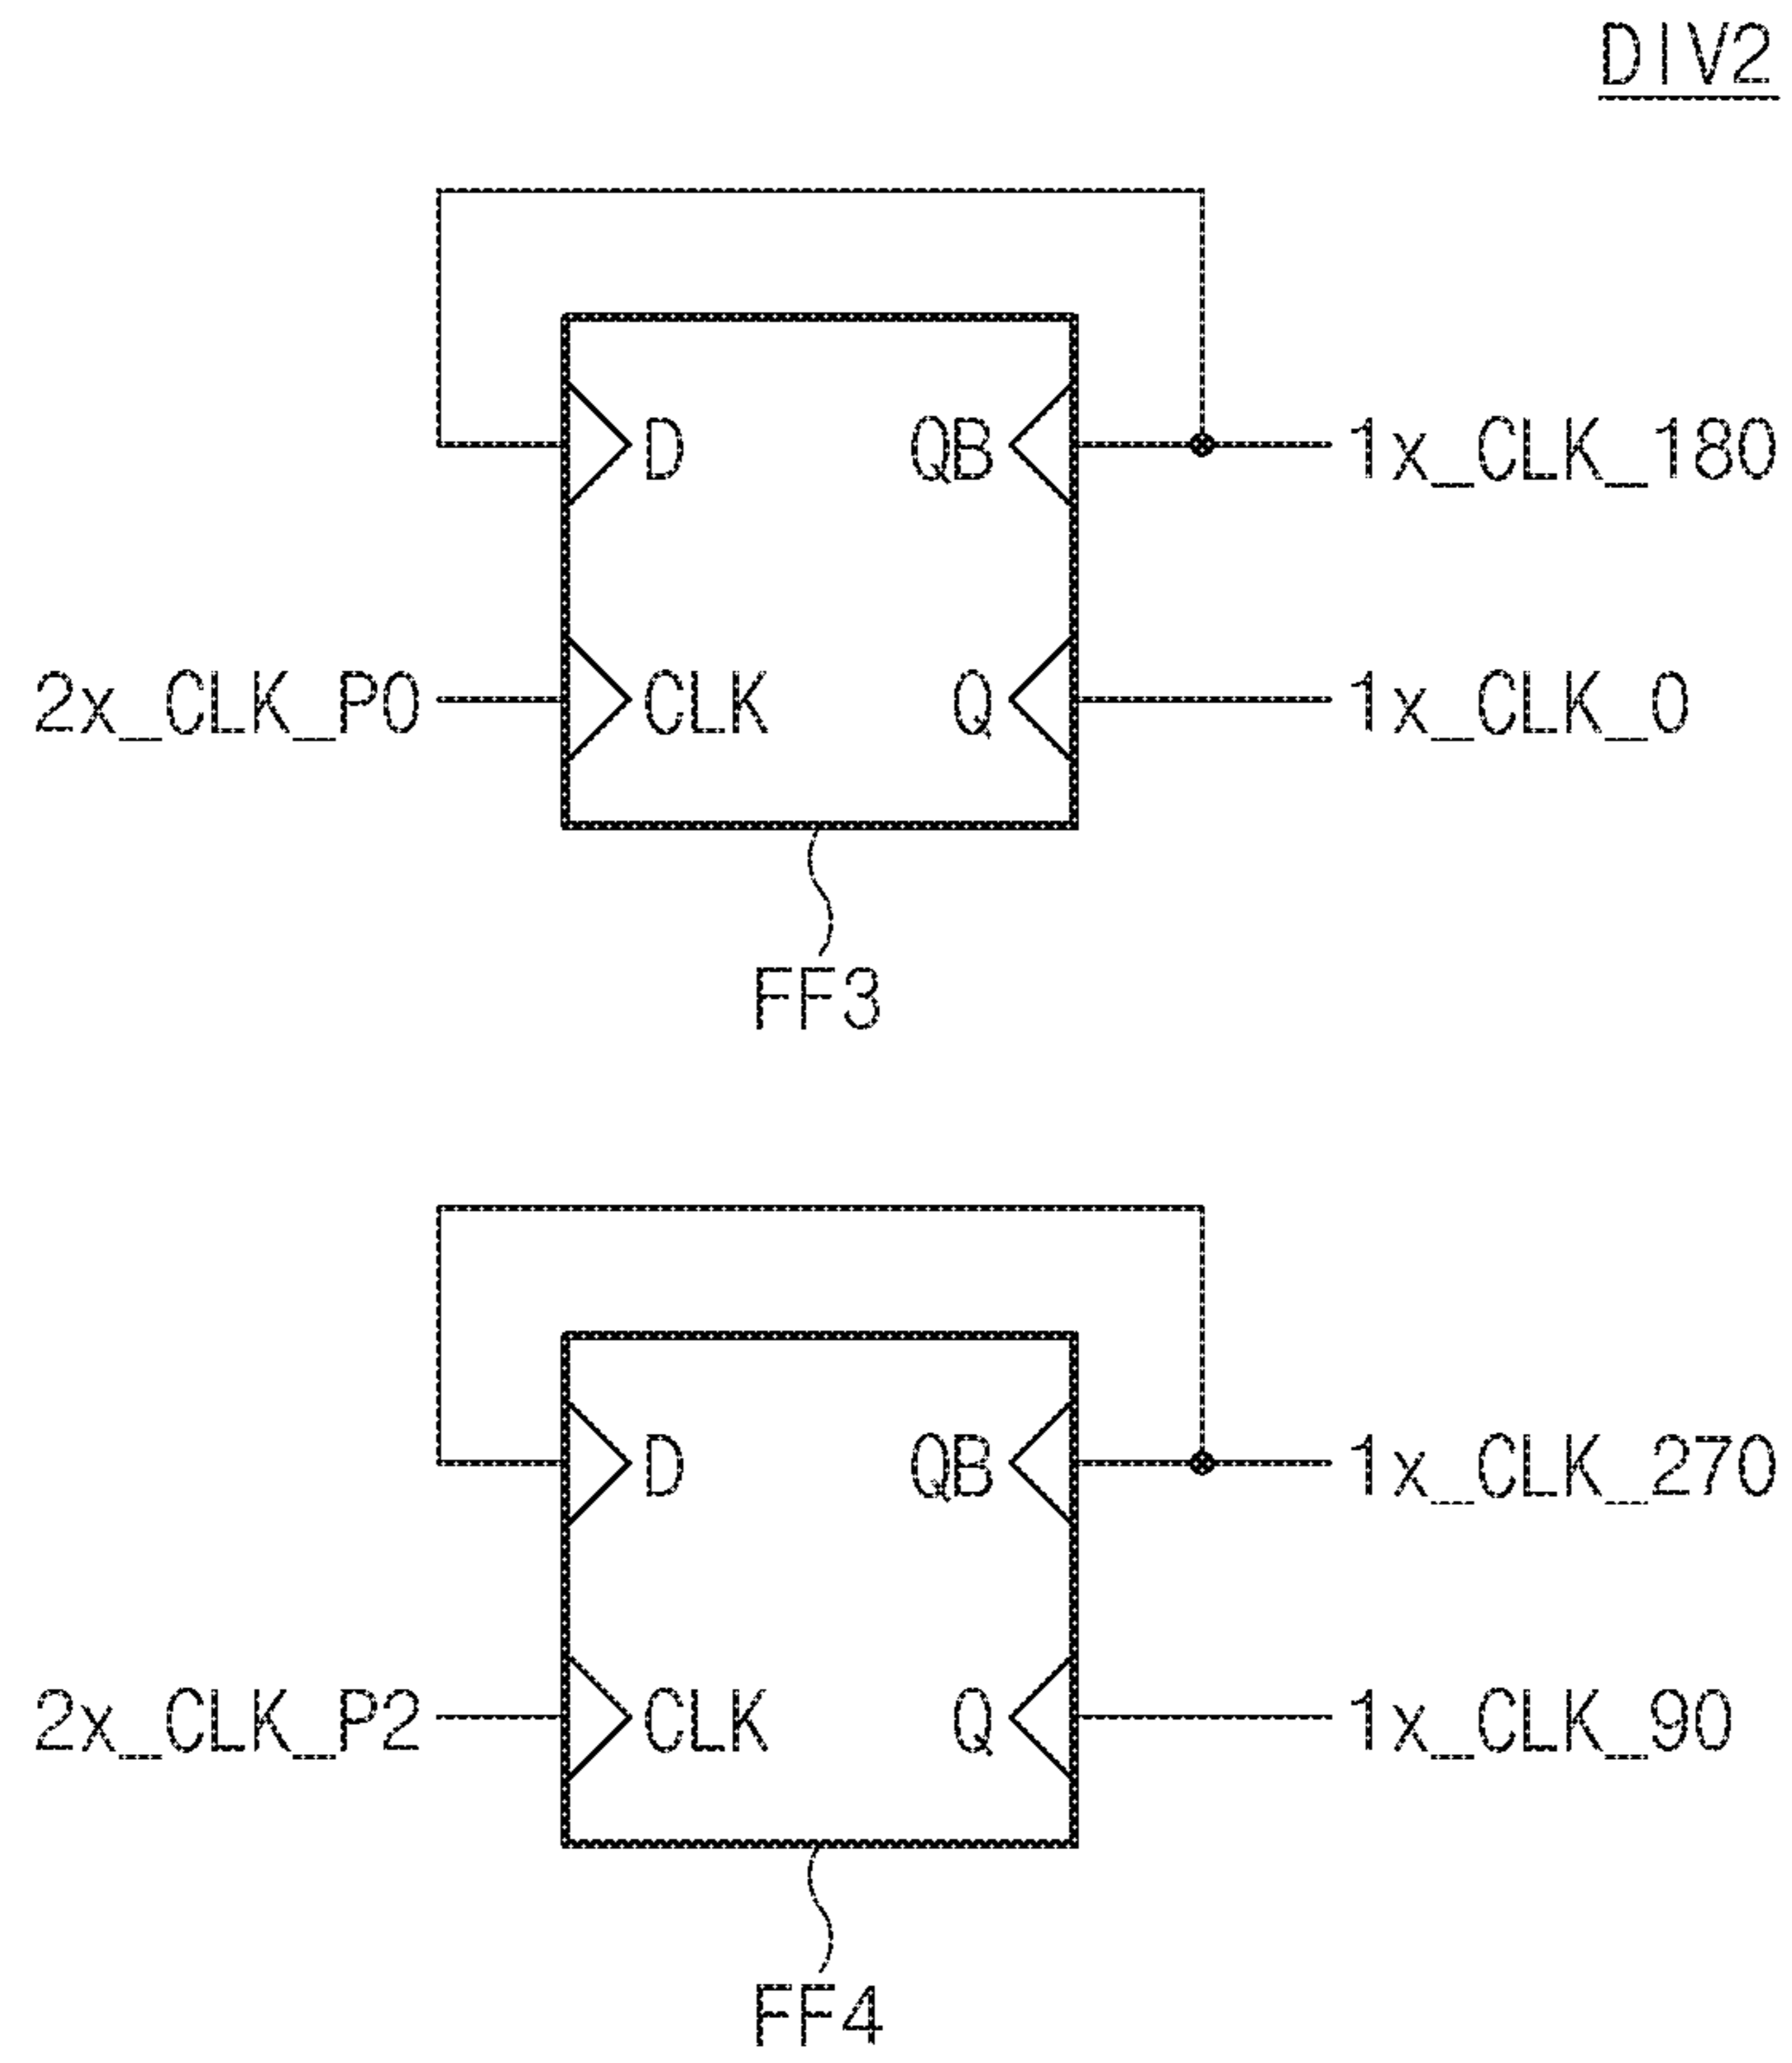 DIV2
D QB 1x_CLK_180
2x_CLK_P0 CLK Q 1x_CLK_0
FF3
D QB 1x_CLK_270
2x_CLK_P2 CLK Q 1x_CLK_90
FF4